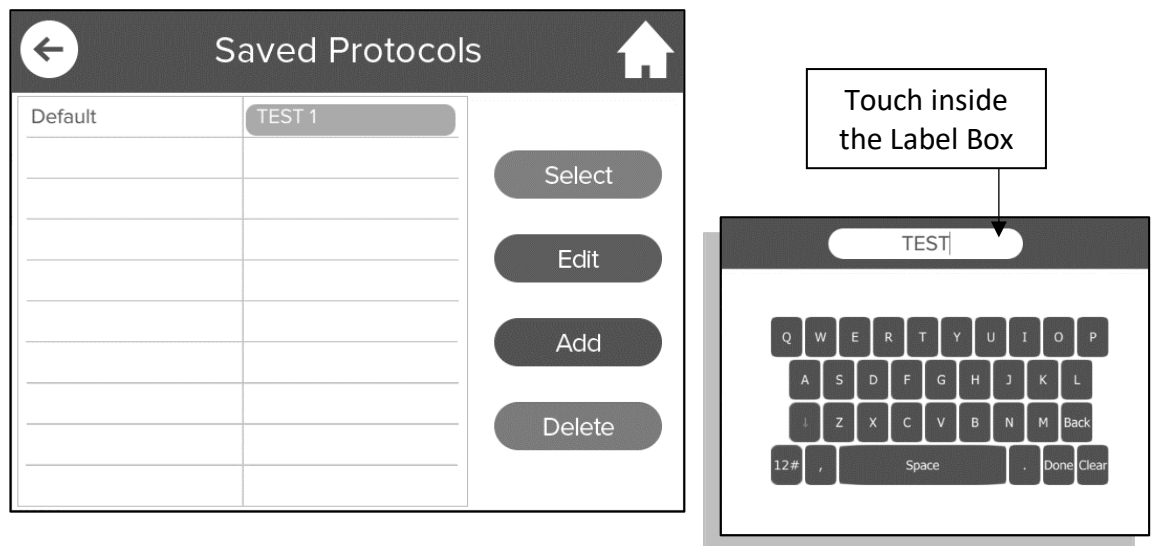 Saved Protocols
Default TEST 1
Select
Edit
Add
Delete
Touch inside
the Label Box
TEST
Q W E R T Y U I O P
A S D F G H J K L
↓ Z X C V B N M Back
12# , Space . Done Clear